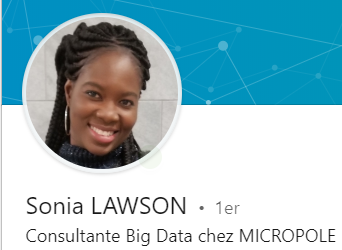 Sonia LAWSON • 1er
Consultante Big Data chez MICROPOLE